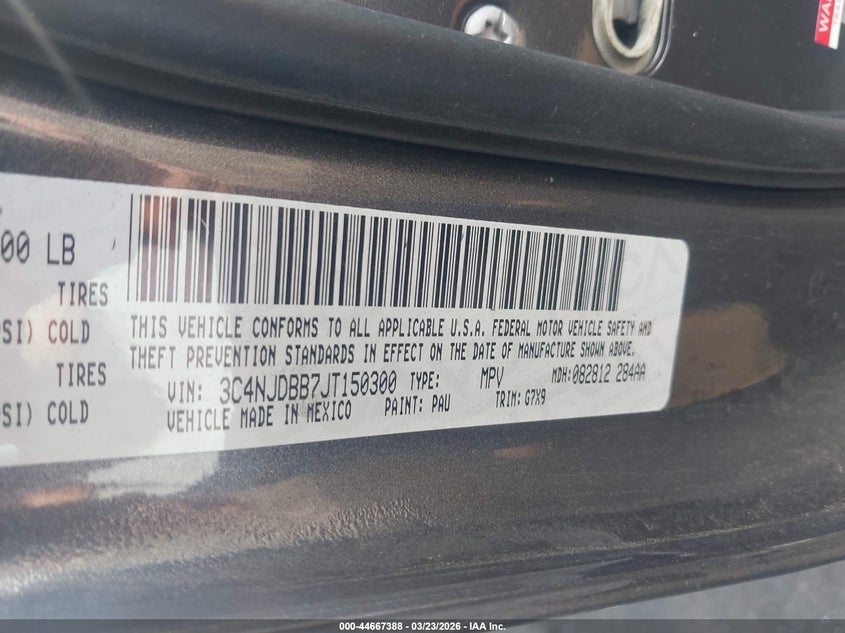 WA
00 LB
TIRES
SI) COLD
TIRES
SI) COLD
THIS VEHICLE CONFORMS TO ALL APPLICABLE U.S.A. FEDERAL MOTOR VEHICLE SAFETY AND
THEFT PREVENTION STANDARDS IN EFFECT ON THE DATE OF MANUFACTURE SHOWN ABOVE.
VIN: 3C4NJDBB7JT150300 TYPE: MPV MDH:082812 284AA
VEHICLE MADE IN MEXICO PAINT: PAU TRIM: G7X9
000-44667388 - 03/23/2026 - IAA Inc.